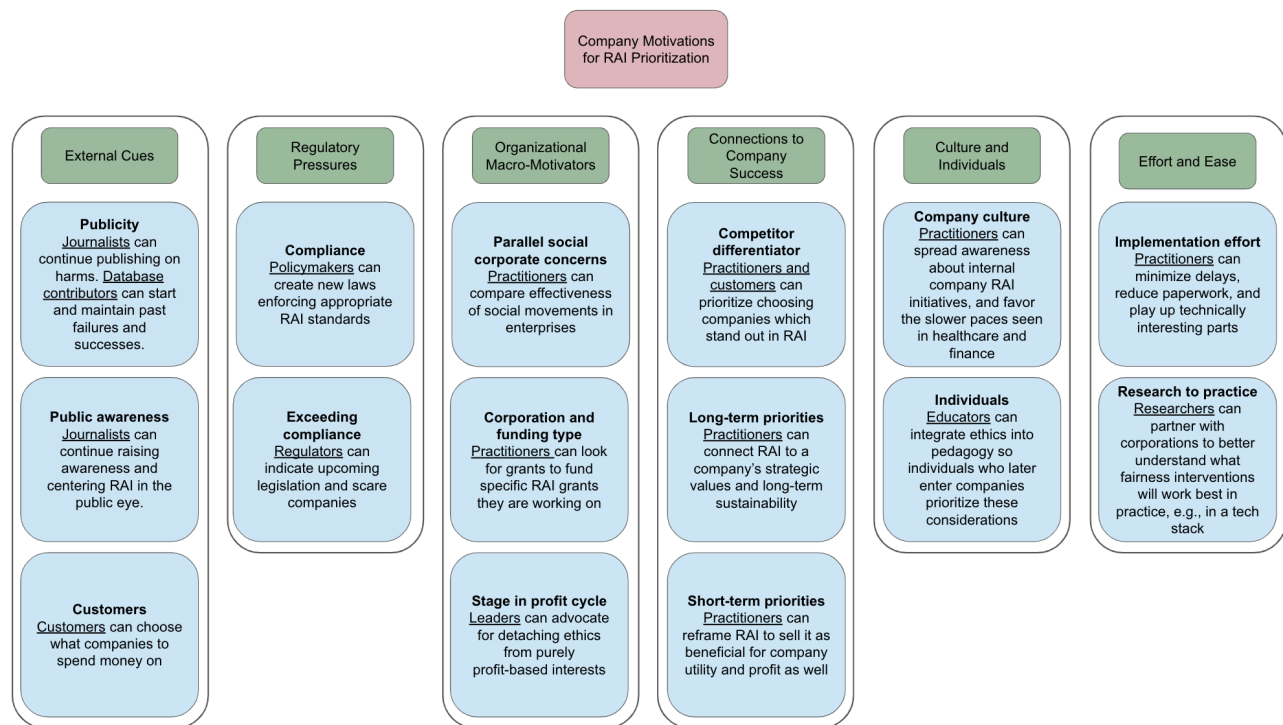 Company Motivations
for RAI Prioritization
External Cues
Publicity
Journalists can
continue publishing on
harms. Database
contributors can start
and maintain past
failures and
successes.
Public awareness
Journalists can
continue raising
awareness and
centering RAI in the
public eye.
Customers
Customers can choose
what companies to
spend money on
Regulatory
Pressures
Compliance
Policymakers can
create new laws
enforcing appropriate
RAI standards
Exceeding
compliance
Regulators can
indicate upcoming
legislation and scare
companies
Organizational
Macro-Motivators
Parallel social
corporate concerns
Practitioners can
compare effectiveness
of social movements in
enterprises
Corporation and
funding type
Practitioners can look
for grants to fund
specific RAI grants
they are working on
Stage in profit cycle
Leaders can advocate
for detaching ethics
from purely
profit-based interests
Connections to
Company
Success
Competitor
differentiator
Practitioners and
customers can
prioritize choosing
companies which
stand out in RAI
Long-term priorities
Practitioners can
connect RAI to a
company's strategic
values and long-term
sustainability
Short-term priorities
Practitioners can
reframe RAI to sell it as
beneficial for company
utility and profit as well
Culture and
Individuals
Company culture
Practitioners can
spread awareness
about internal
company RAI
initiatives, and favor
the slower paces seen
in healthcare and
finance
Individuals
Educators can
integrate ethics into
pedagogy so
individuals who later
enter companies
prioritize these
considerations
Effort and Ease
Implementation effort
Practitioners can
minimize delays,
reduce paperwork, and
play up technically
interesting parts
Research to practice
Researchers can
partner with
corporations to better
understand what
fairness interventions
will work best in
practice, e.g., in a tech
stack